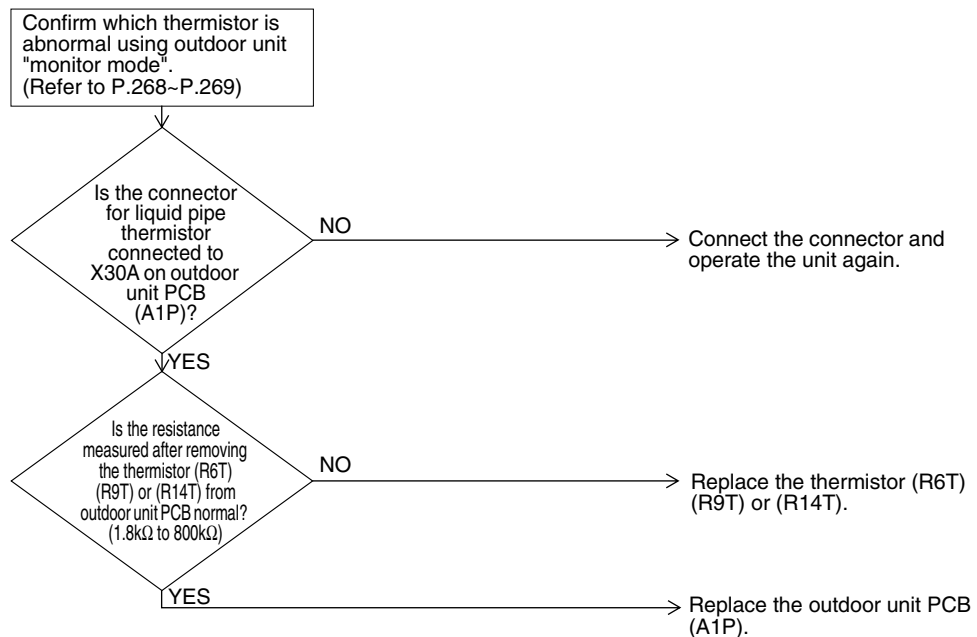 Confirm which thermistor is
abnormal using outdoor unit
"monitor mode".
(Refer to P.268~P.269)
Is the connector
for liquid pipe
thermistor
connected to
X30A on outdoor
unit PCB
(A1P)?
NO
Connect the connector and
operate the unit again.
YES
Is the resistance
measured after removing
the thermistor (R6T)
(R9T) or (R14T) from
outdoor unit PCB normal?
(1.8kΩ to 800kΩ)
NO
Replace the thermistor (R6T)
(R9T) or (R14T).
YES
Replace the outdoor unit PCB
(A1P).